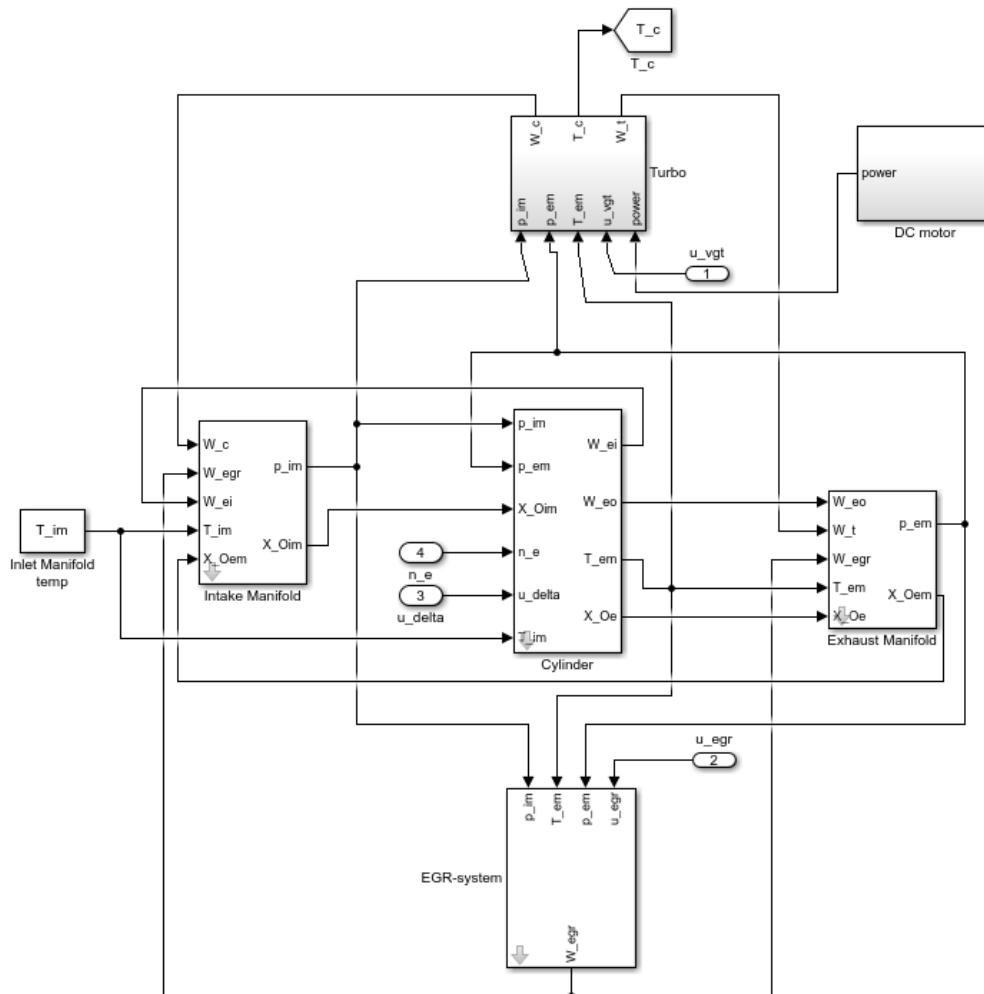 T_c
T_c
W_c
T_c
W_t
Turbo
p_im
p_em
T_em
u_vgt
power
power
DC motor
u_vgt
1
W_c
W_egr
W_ei
T_im
X_Oem
p_im
X_Oim
Intake Manifold
T_im
Inlet Manifold
temp
p_im
p_em
X_Oim
n_e
u_delta
T_im
W_ei
W_eo
T_em
X_Oe
Cylinder
4
n_e
3
u_delta
W_eo
W_t
W_egr
T_em
X_Oe
p_em
X_Oem
Exhaust Manifold
u_egr
2
p_im
T_em
p_em
u_egr
EGR-system
W_egr